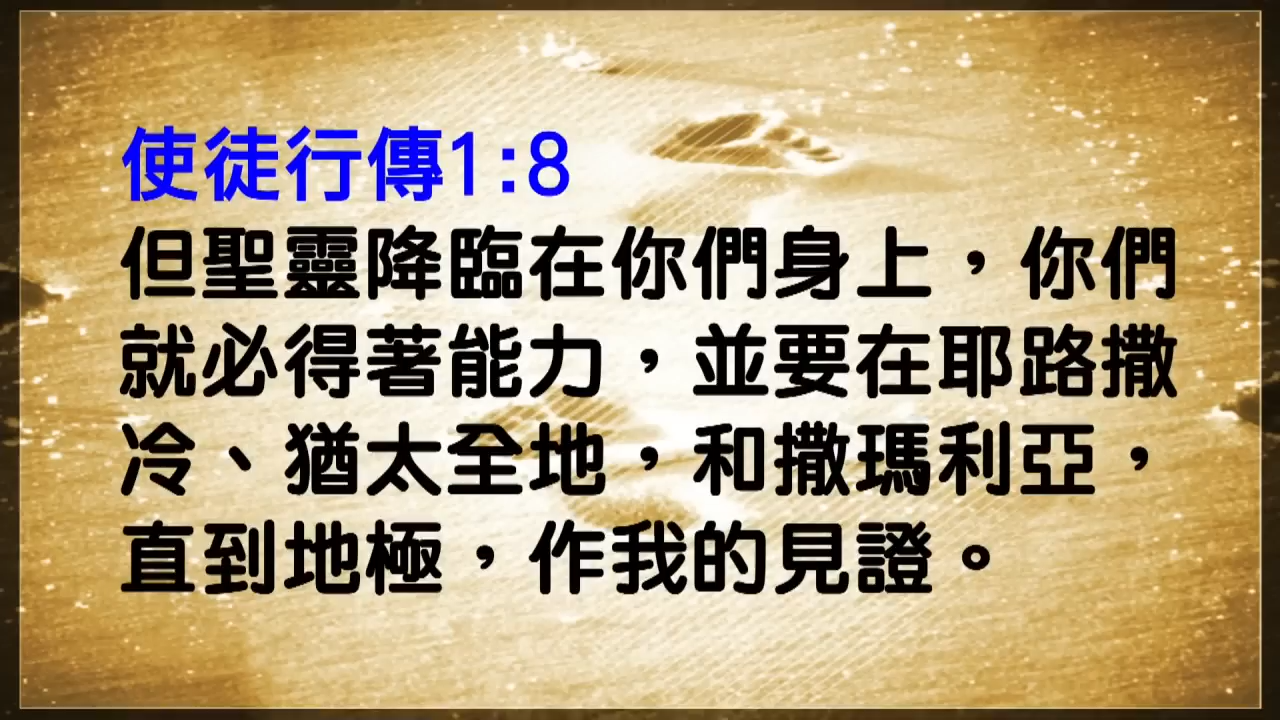 使徒行傳1:8
但聖靈降臨在你們身上，你們
就必得著能力，並要在耶路撒
冷、猶太全地，和撒瑪利亞，
直到地極，作我的見證。